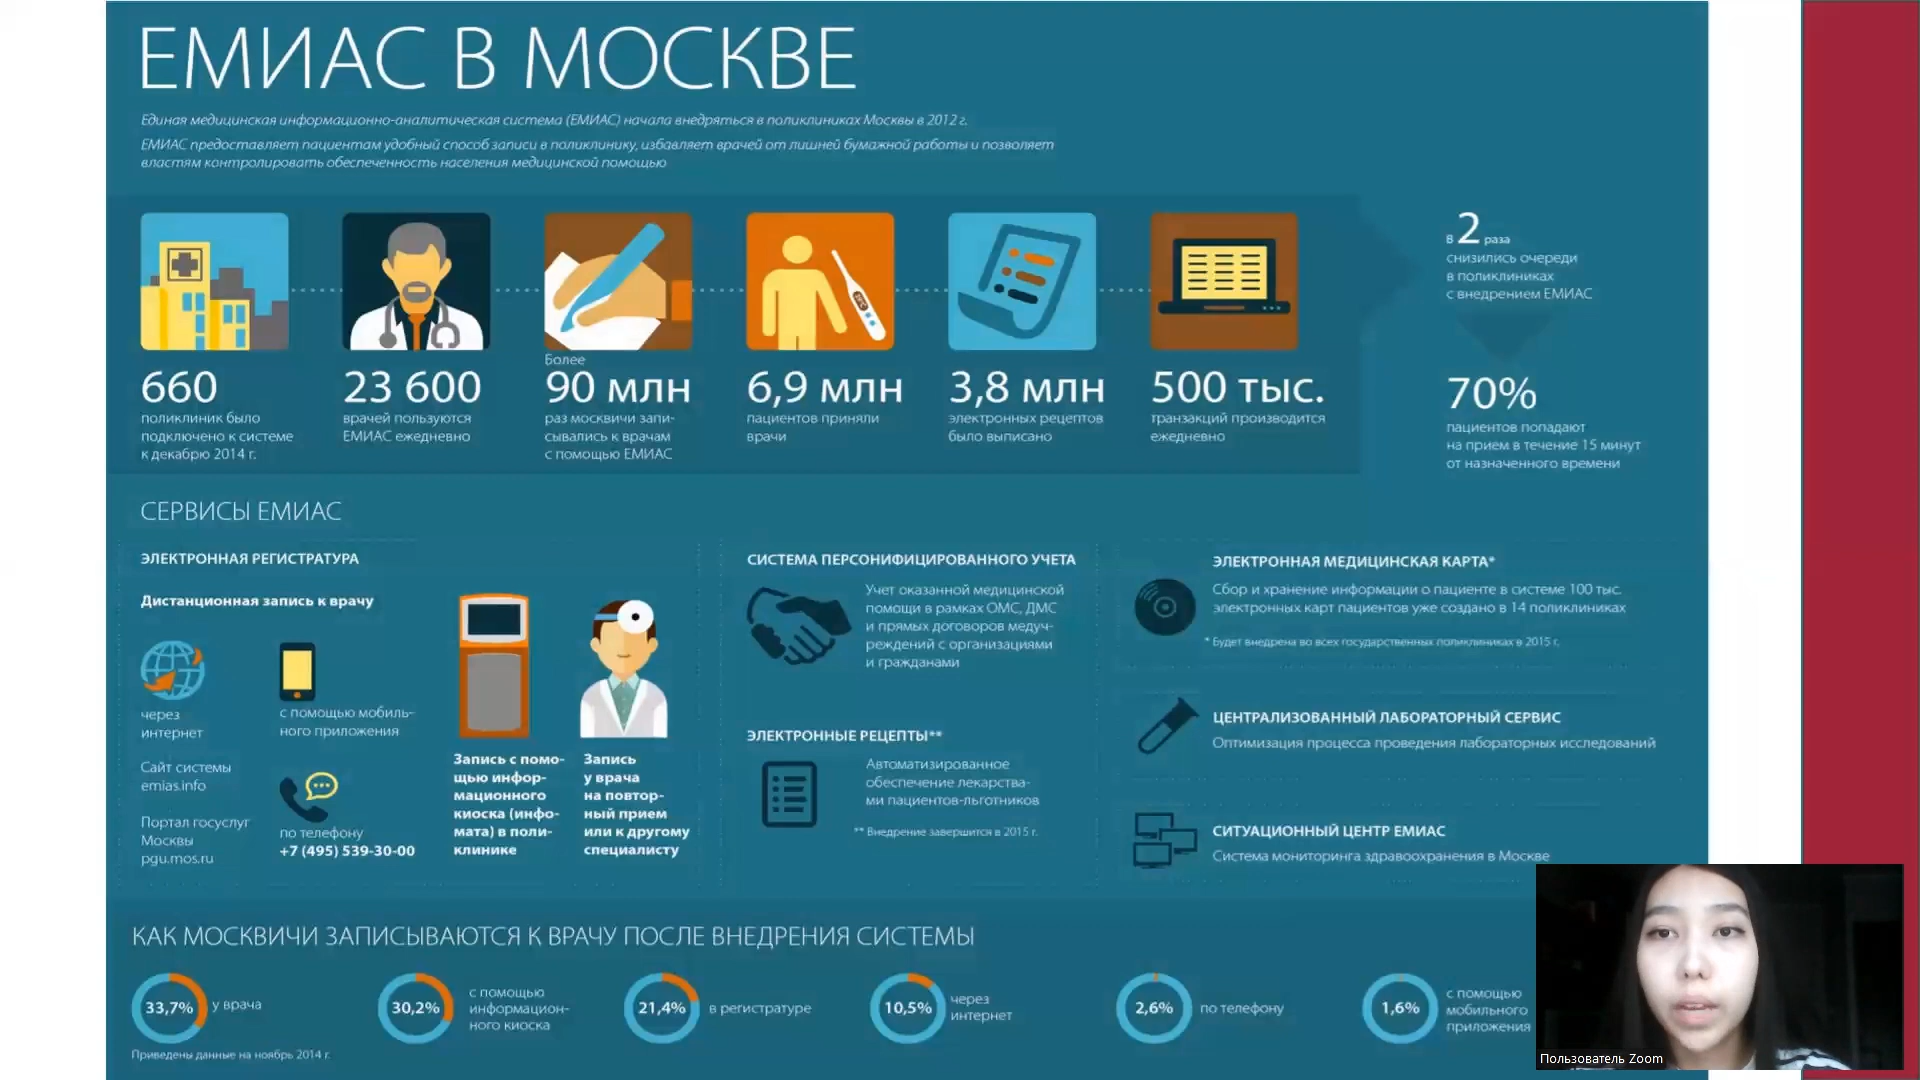 ЕМИАС В МОСКВЕ
Единая медицинская информационно-аналитическая система (ЕМИАС) начала внедряться в поликлиниках Москвы в 2012 г.
ЕМИАС предоставляет пациентам удобный способ записи в поликлинику, избавляет врачей от лишней бумажной работы и позволяет
властям контролировать обеспеченность населения медицинской помощью
660
поликлиник было
подключено к системе
к декабрю 2014 г.
23 600
врачей пользуются
ЕМИАС ежедневно
Более
90 млн
раз москвичи запи-
сывались к врачам
с помощью ЕМИАС
6,9 млн
пациентов приняли
врачи
3,8 млн
электронных рецептов
было выписано
500 тыс.
транзакций производится
ежедневно
в 2 раза
снизились очереди
в поликлиниках
с внедрением ЕМИАС
70%
пациентов попадают
на прием в течение 15 минут
от назначенного времени
СЕРВИСЫ ЕМИАС
ЭЛЕКТРОННАЯ РЕГИСТРАТУРА
Дистанционная запись к врачу
через
интернет
Сайт системы
emias.info
Портал госуслуг
Москвы
pgu.mos.ru
с помощью мобиль-
ного приложения
по телефону
+7 (495) 539-30-00
Запись с помо-
щью инфор-
мационного
киоска (инфо-
мата) в поли-
клинике
Запись
у врача
на повтор-
ный прием
или к другому
специалисту
СИСТЕМА ПЕРСОНИФИЦИРОВАННОГО УЧЕТА
Учет оказанной медицинской
помощи в рамках ОМС, ДМС
и прямых договоров медуч-
реждений с организациями
и гражданами
ЭЛЕКТРОННЫЕ РЕЦЕПТЫ**
Автоматизированное
обеспечение лекарства-
ми пациентов-льготников
** Внедрение завершится в 2015 г.
ЭЛЕКТРОННАЯ МЕДИЦИНСКАЯ КАРТА*
Сбор и хранение информации о пациенте в системе 100 тыс.
электронных карт пациентов уже создано в 14 поликлиниках
* Будет внедрена во всех государственных поликлиниках в 2015 г.
ЦЕНТРАЛИЗОВАННЫЙ ЛАБОРАТОРНЫЙ СЕРВИС
Оптимизация процесса проведения лабораторных исследований
СИТУАЦИОННЫЙ ЦЕНТР ЕМИАС
Система мониторинга здравоохранения в Москве
КАК МОСКВИЧИ ЗАПИСЫВАЮТСЯ К ВРАЧУ ПОСЛЕ ВНЕДРЕНИЯ СИСТЕМЫ
33,7%
у врача
30,2%
с помощью
информацион-
ного киоска
21,4%
в регистратуре
10,5%
через
интернет
2,6%
по телефону
1,6%
с помощью
мобильного
приложения
Приведены данные на ноябрь 2014 г.
Пользователь Zoom